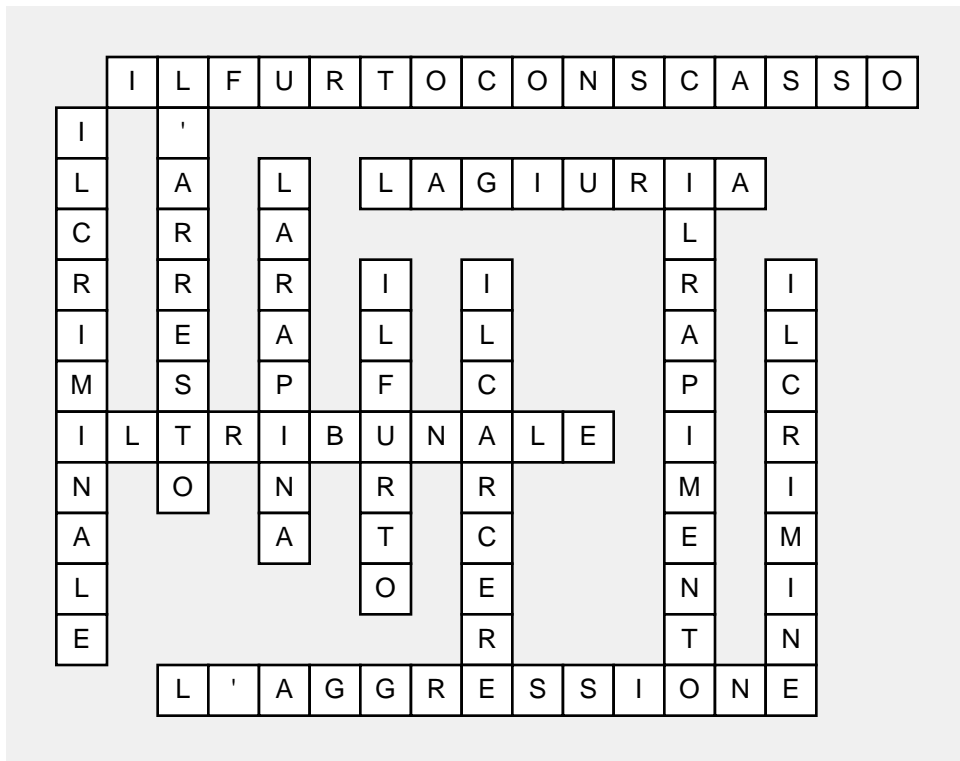 ILFURTOCONSCASSO
L'ARRESTO
ILCRIMINALE
LARAPINA
LAGIURIA
ILRAPIMENTO
ILFURTO
ILCARCERE
ILCRIMINE
ILTRIBUNALE
L'AGGRESSIONE